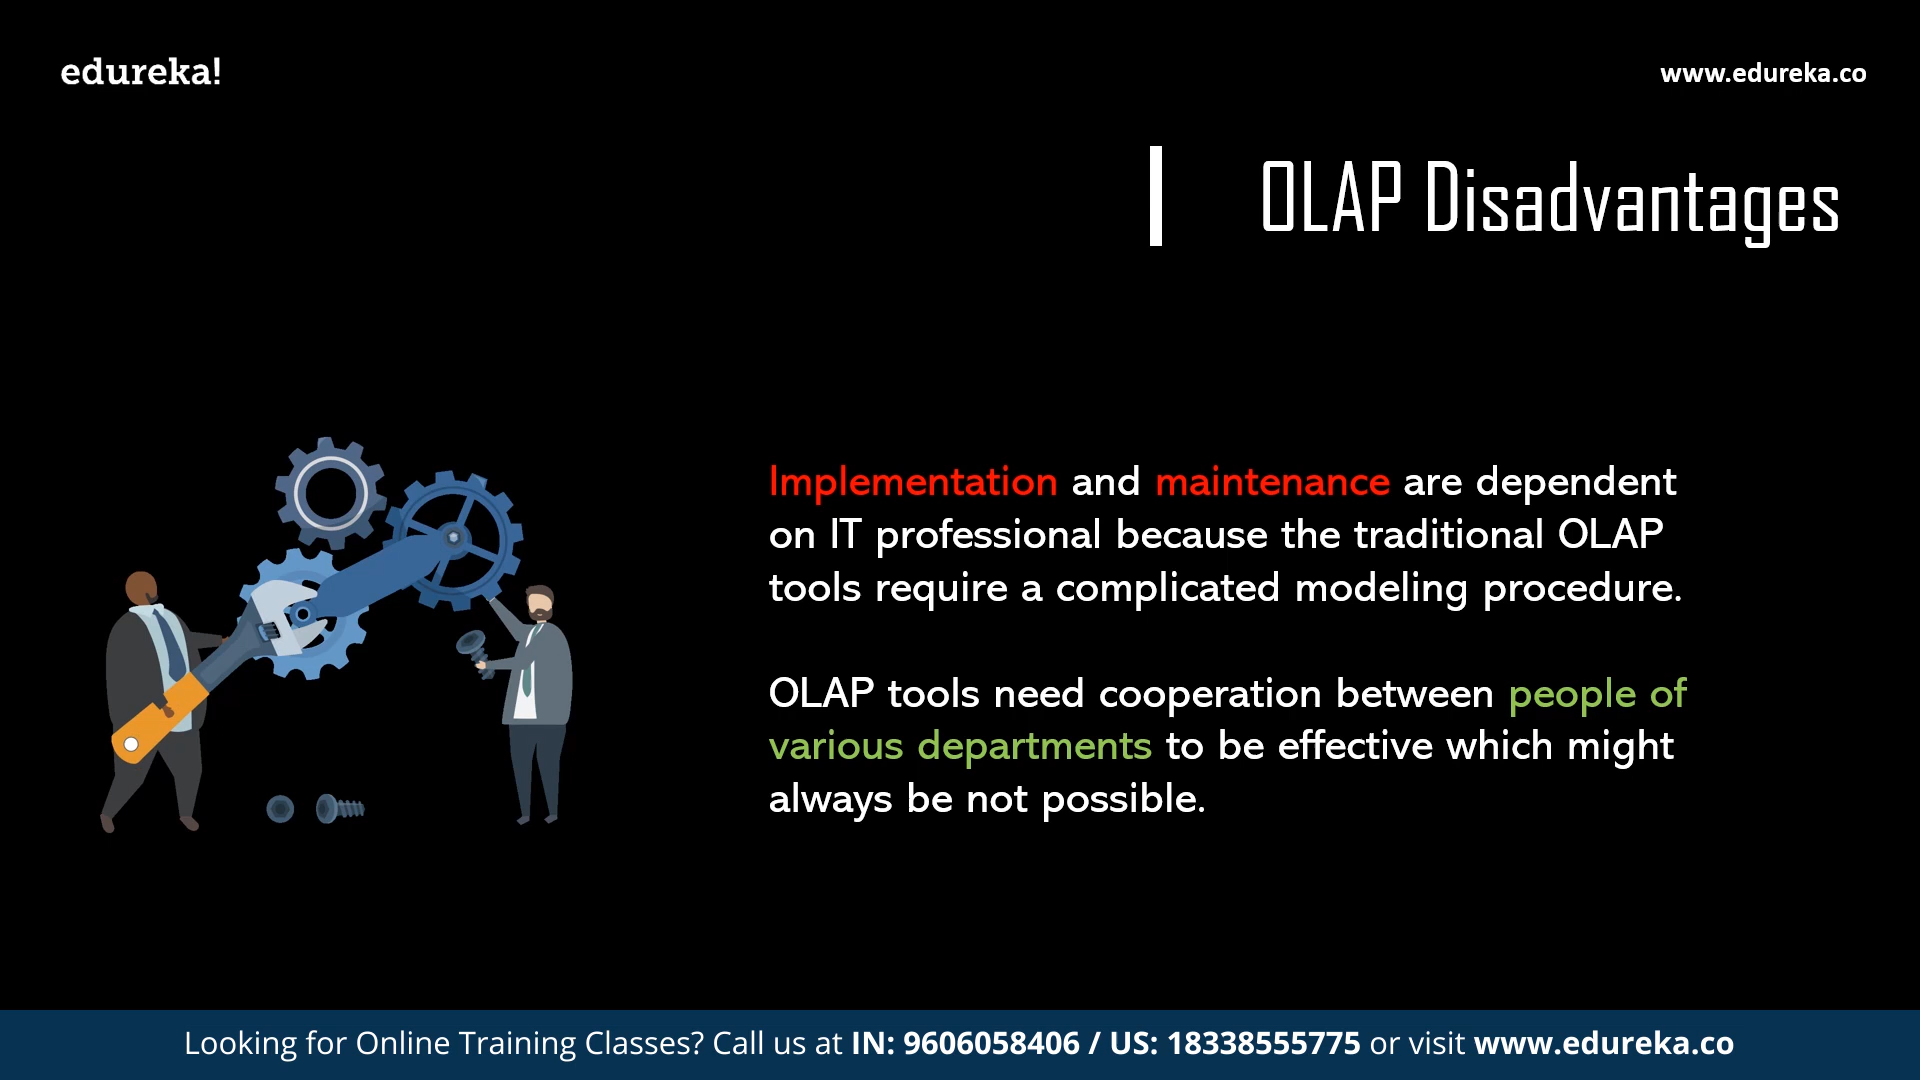 edureka!
www.edureka.co
OLAP Disadvantages
Implementation and maintenance are dependent
on IT professional because the traditional OLAP
tools require a complicated modeling procedure.
OLAP tools need cooperation between people of
various departments to be effective which might
always be not possible.
Looking for Online Training Classes? Call us at IN: 9606058406 / US: 18338555775 or visit www.edureka.co